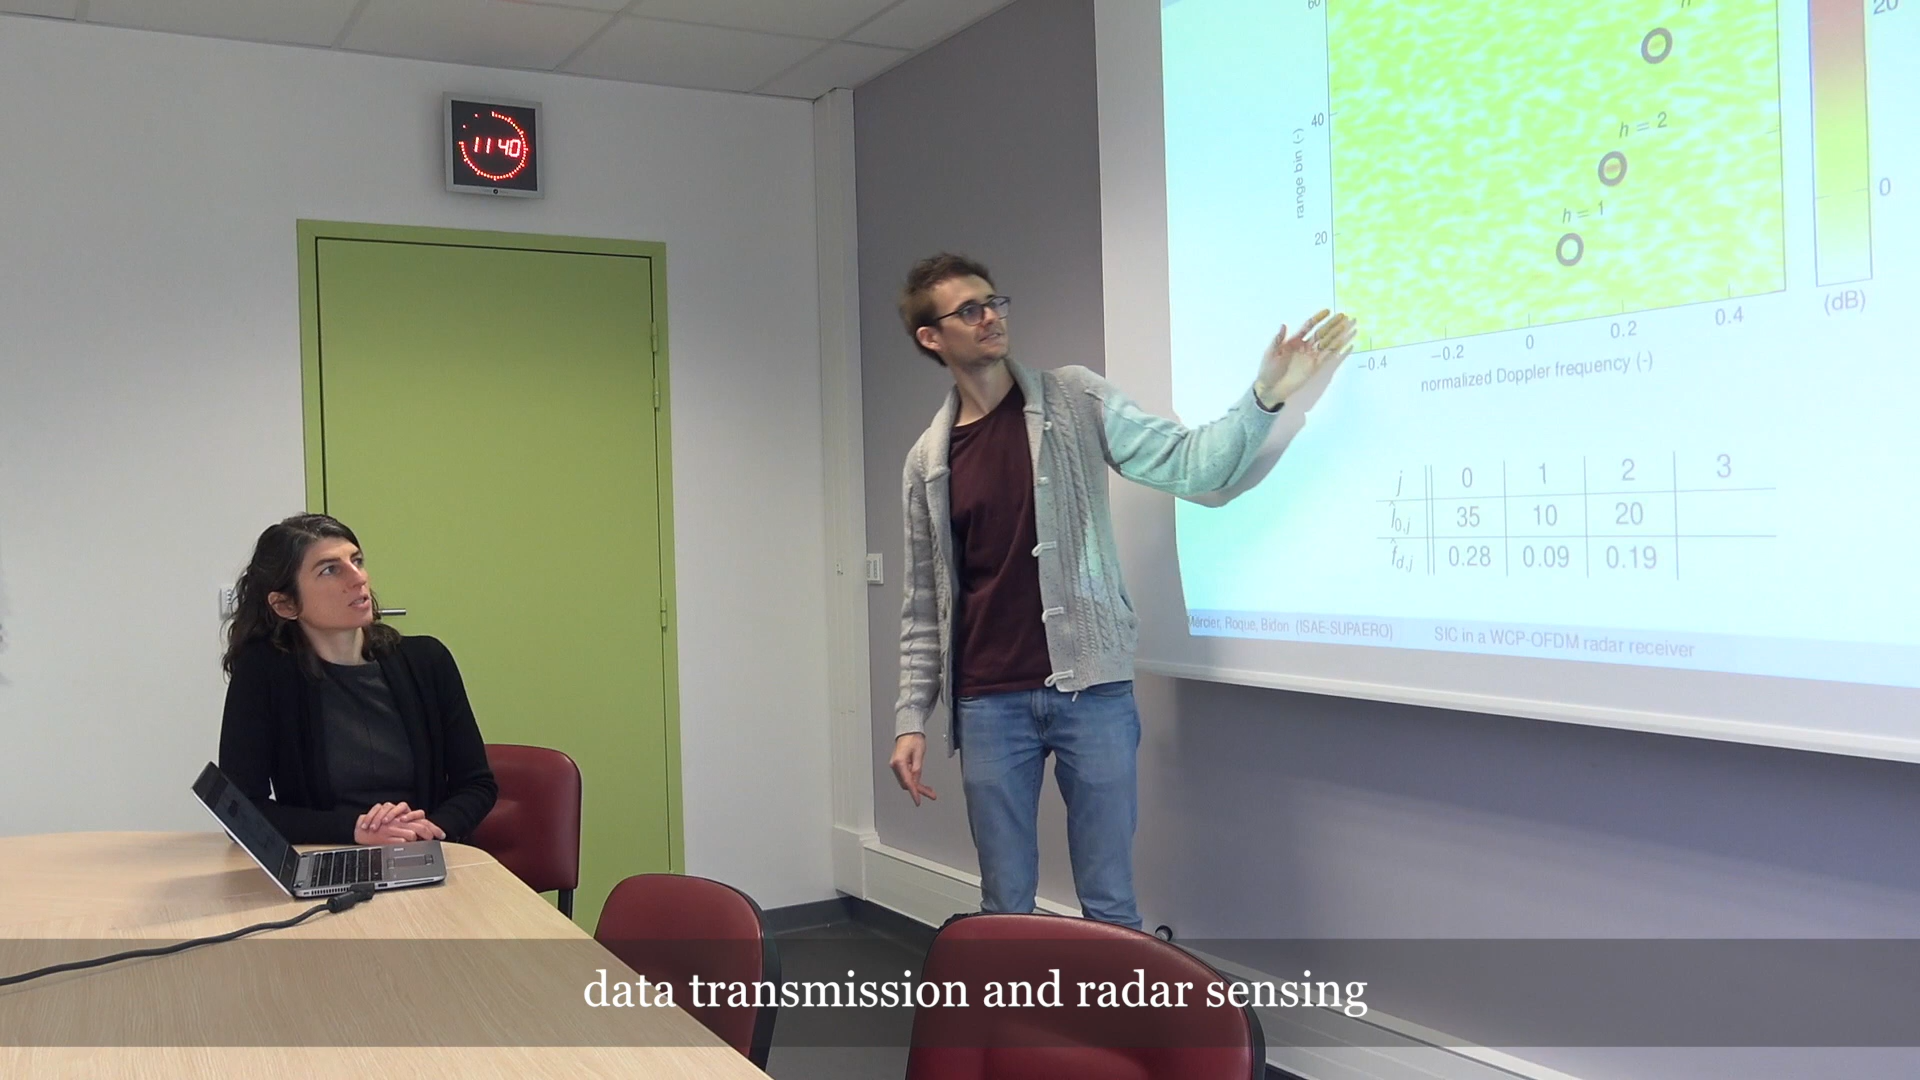 11 40
60
20
40
h = 2
range bin (-)
h = 1
0
20
(dB)
-0.4
-0.2
0
0.2
0.4
normalized Doppler frequency (-)
j 0 1 2 3
l̂0,j 35 10 20
f̂d,j 0.28 0.09 0.19
Mercier, Roque, Bidon (ISAE-SUPAERO) SIC in a WCP-OFDM radar receiver
data transmission and radar sensing